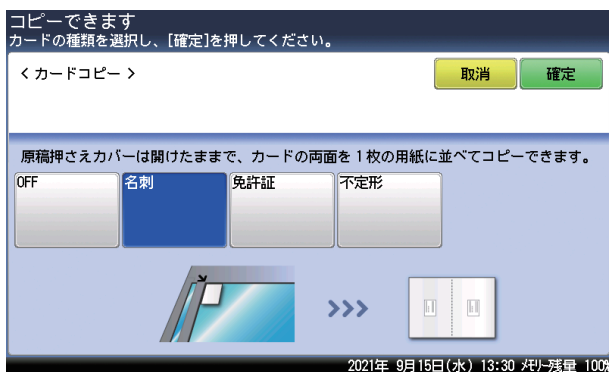 コピーできます
カードの種類を選択し、[確定]を押してください。
< カードコピー >
取消
確定
原稿押さえカバーは開けたままで、カードの両面を1枚の用紙に並べてコピーできます。
OFF
名刺
免許証
不定形
>>>
2021年 9月15日(水) 13:30 メモリー残量 100%